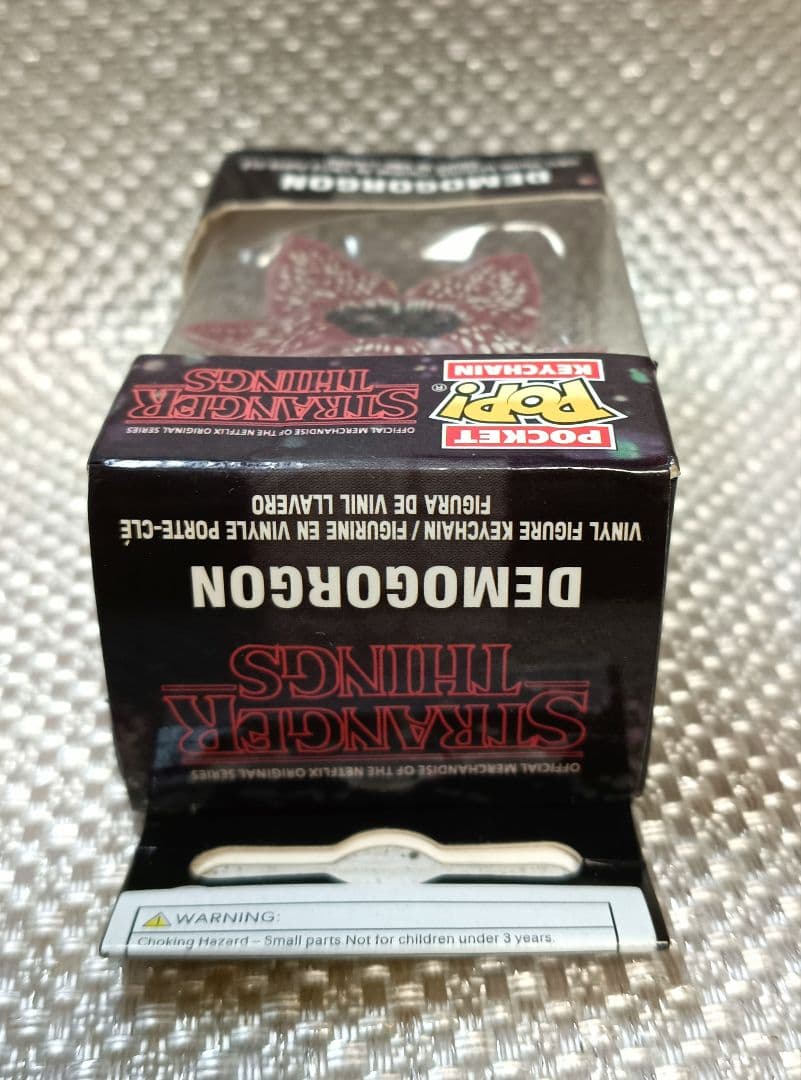 DEMOGORGON
POCKET
POP!®
KEYCHAIN
OFFICIAL MERCHANDISE OF THE NETFLIX ORIGINAL SERIES
STRANGER
THINGS
OFFICIAL MERCHANDISE OF THE NETFLIX ORIGINAL SERIES
STRANGER
THINGS
DEMOGORGON
VINYL FIGURE KEYCHAIN / FIGURINE EN VINYLE PORTE-CLÉ
FIGURA DE VINIL LLAVERO
WARNING:
Choking Hazard – Small parts Not for children under 3 years.